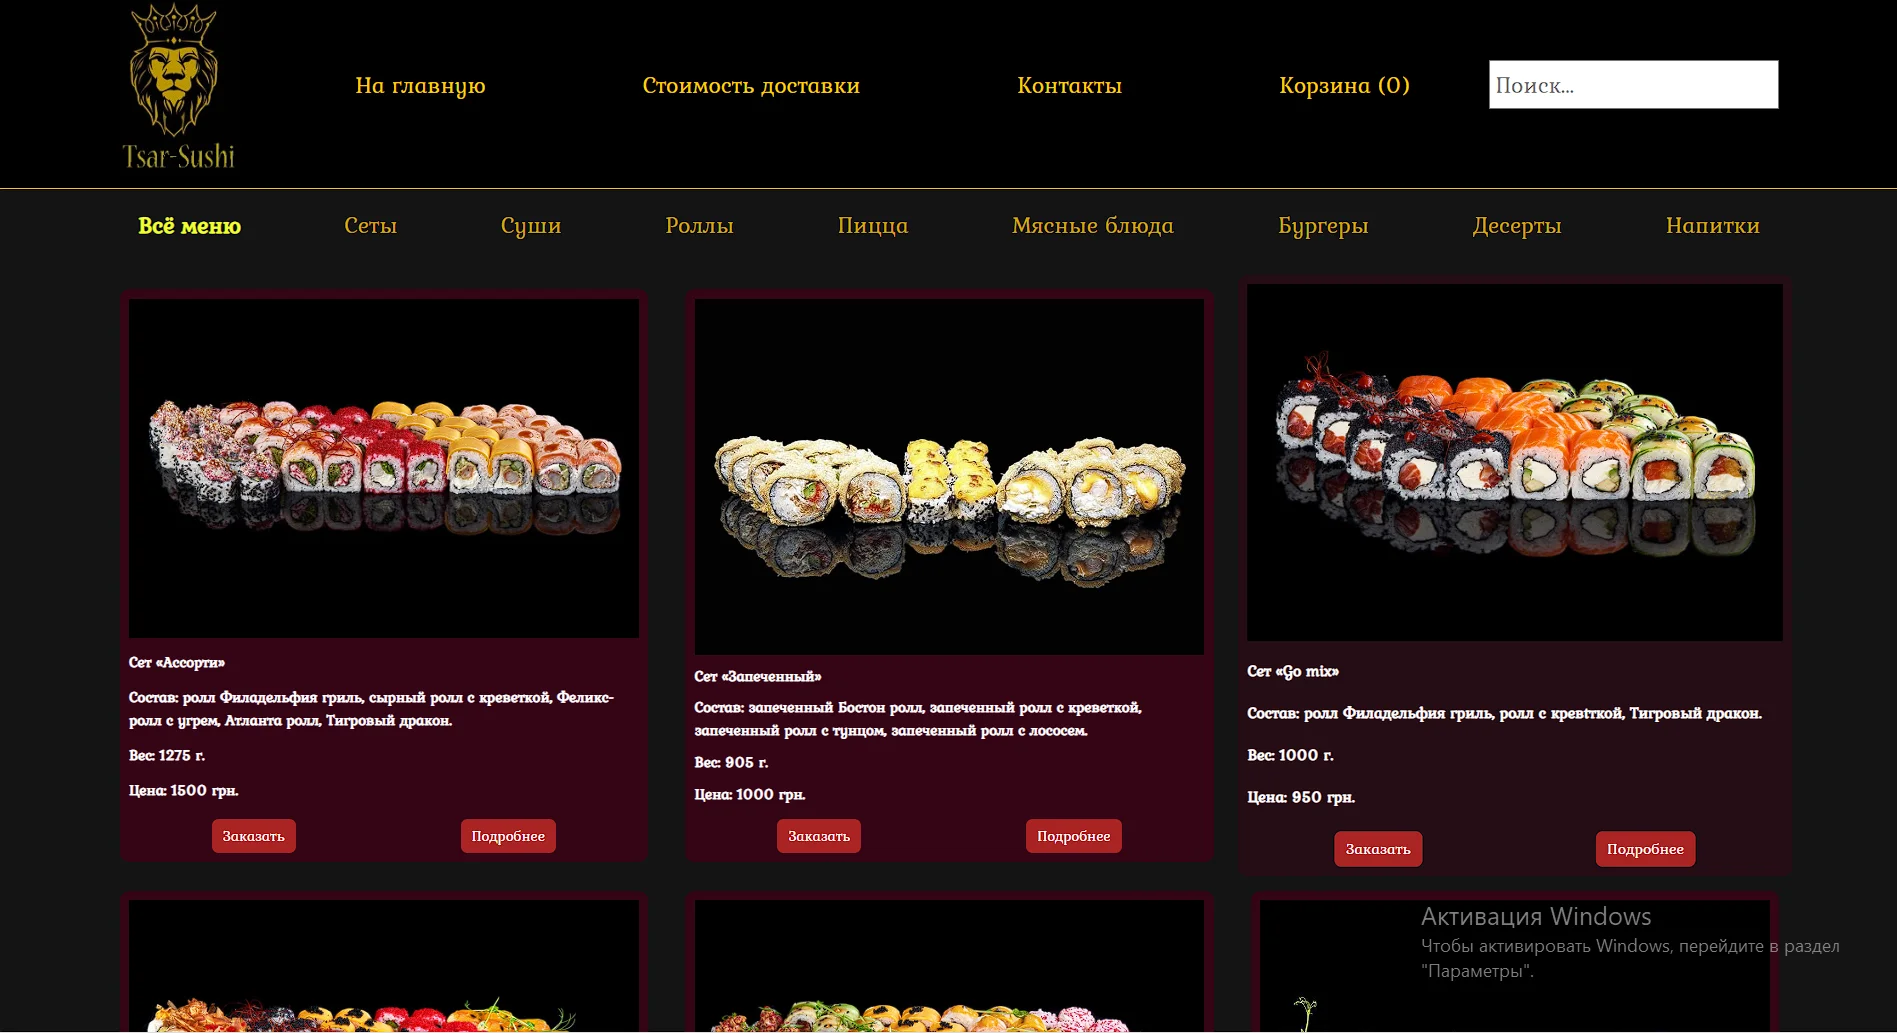 Tsar-Sushi
На главную
Стоимость доставки
Контакты
Корзина (0)
Поиск...
Всё меню
Сеты
Суши
Роллы
Пицца
Мясные блюда
Бургеры
Десерты
Напитки
Сет «Ассорти»
Состав: ролл Филадельфия гриль, сырный ролл с креветкой, Феликс-
ролл с угрем, Атланта ролл, Тигровый дракон.
Вес: 1275 г.
Цена: 1500 грн.
Заказать
Подробнее
Сет «Запеченный»
Состав: запеченный Бостон ролл, запеченный ролл с креветкой,
запеченный ролл с тунцом, запеченный ролл с лососем.
Вес: 905 г.
Цена: 1000 грн.
Заказать
Подробнее
Сет «Go mix»
Состав: ролл Филадельфия гриль, ролл с кревtткой, Тигровый дракон.
Вес: 1000 г.
Цена: 950 грн.
Заказать
Подробнее
Активация Windows
Чтобы активировать Windows, перейдите в раздел
"Параметры".